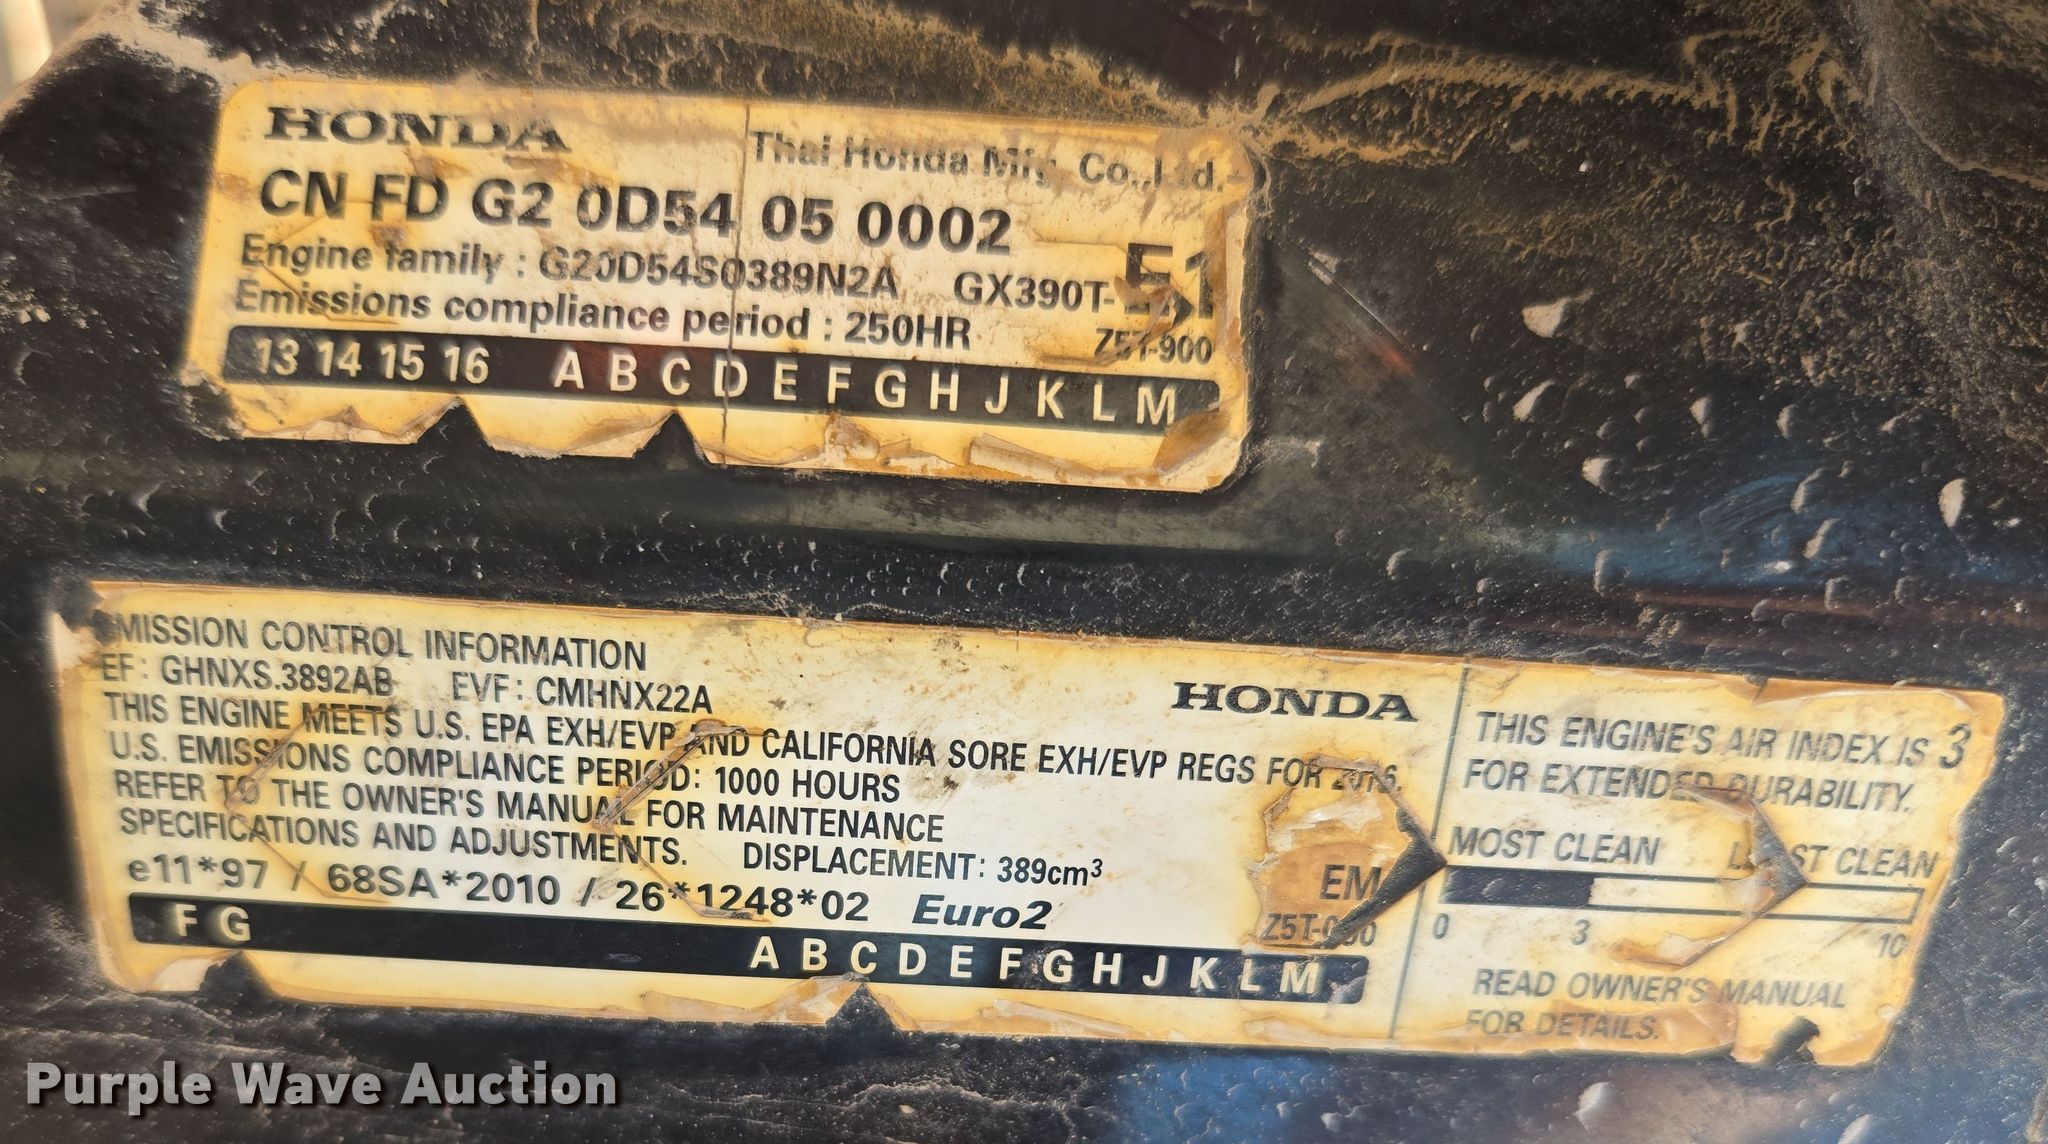 HONDA
Thai Honda Mfg. Co.,Ltd.
CN FD G2 0D54 05 0002
51
Engine family : G20D54S0389N2A GX390T-
Emissions compliance period : 250HR
Z5T-900
13 14 15 16 A B C D E F G H J K L M
EMISSION CONTROL INFORMATION
EF: GHNXS.3892AB EVF: CMHNX22A
HONDA
THIS ENGINE MEETS U.S. EPA EXH/EVP AND CALIFORNIA SORE EXH/EVP REGS FOR 2016.
U.S. EMISSIONS COMPLIANCE PERIOD: 1000 HOURS
REFER TO THE OWNER'S MANUAL FOR MAINTENANCE
SPECIFICATIONS AND ADJUSTMENTS. DISPLACEMENT: 389cm³
EM
e11*97 / 68SA*2010 / 26*1248*02 Euro2
Z5T-900
F G A B C D E F G H J K L M
THIS ENGINE'S AIR INDEX IS 3
FOR EXTENDED DURABILITY.
MOST CLEAN LEAST CLEAN
0 3 10
READ OWNER'S MANUAL
FOR DETAILS.
Purple Wave Auction